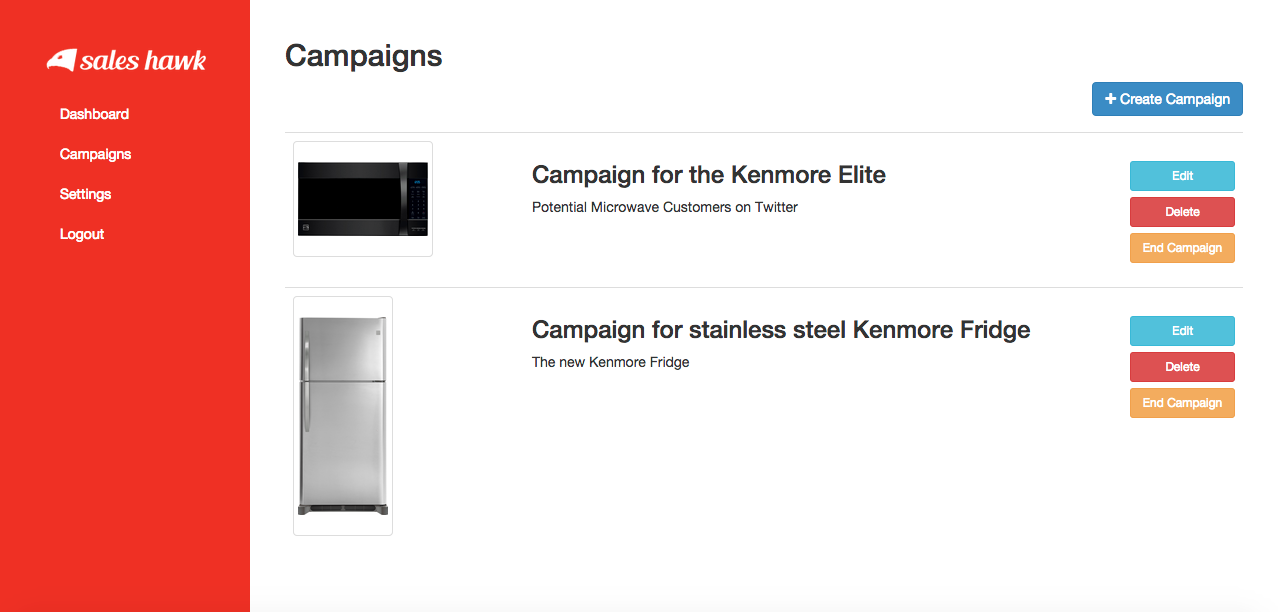 sales hawk
Dashboard
Campaigns
Settings
Logout
Campaigns
+ Create Campaign
Campaign for the Kenmore Elite
Potential Microwave Customers on Twitter
Edit
Delete
End Campaign
Campaign for stainless steel Kenmore Fridge
The new Kenmore Fridge
Edit
Delete
End Campaign